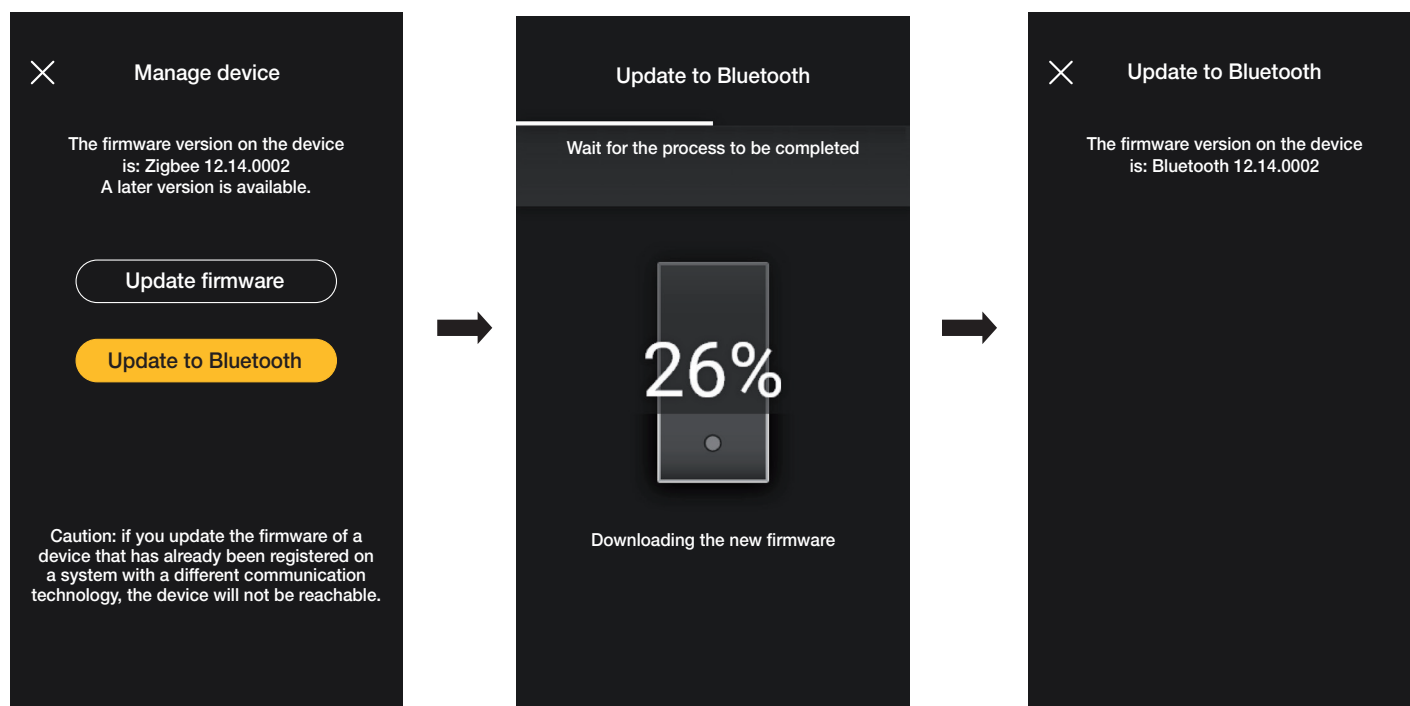 Manage device
The firmware version on the device
is: Zigbee 12.14.0002
A later version is available.
Update firmware
Update to Bluetooth
Caution: if you update the firmware of a
device that has already been registered on
a system with a different communication
technology, the device will not be reachable.
Update to Bluetooth
Wait for the process to be completed
26%
Downloading the new firmware
Update to Bluetooth
The firmware version on the device
is: Bluetooth 12.14.0002